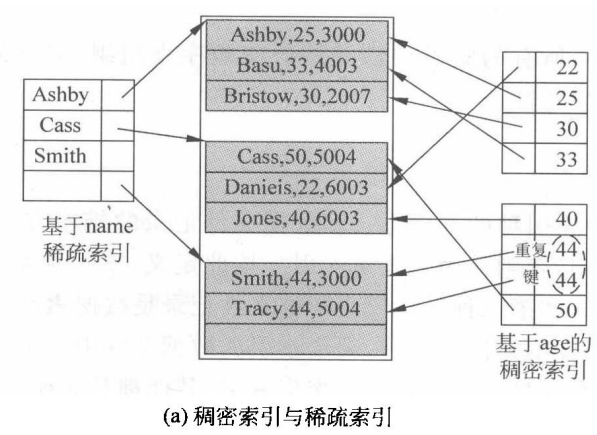 Ashby
Cass
Smith
基于name
稀疏索引
Ashby,25,3000
Basu,33,4003
Bristow,30,2007
Cass,50,5004
Danieis,22,6003
Jones,40,6003
Smith,44,3000
Tracy,44,5004
22
25
30
33
40
重复 44
键 44
50
基于age的
稠密索引
(a) 稠密索引与稀疏索引